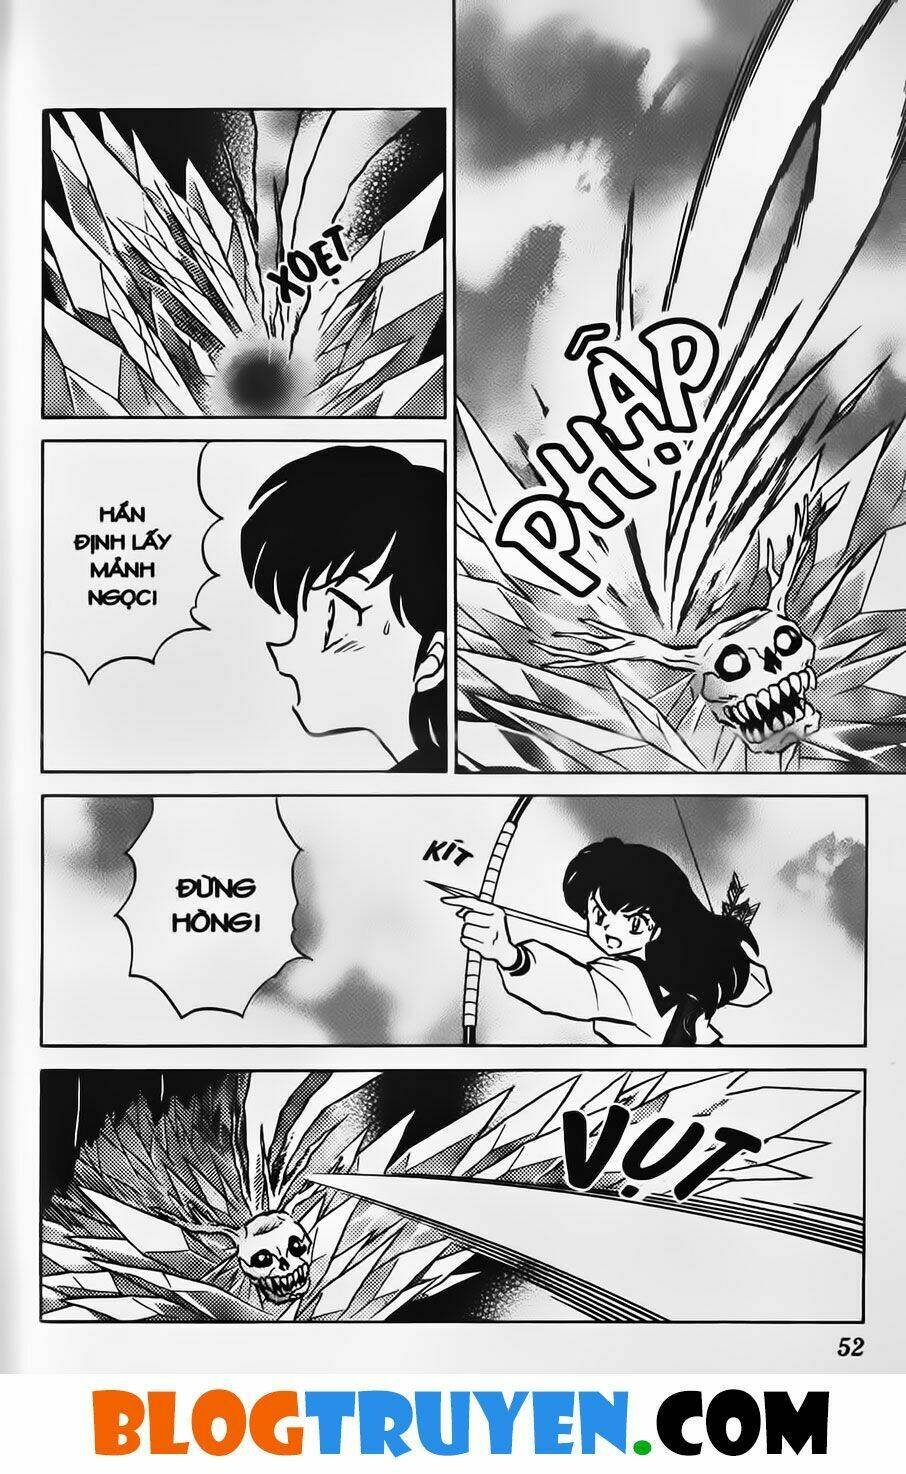 PHẬP
XOẸT
HẮN
ĐỊNH LẤY
MẢNH
NGỌC!
KÍT
ĐỪNG
HÒNG!
VỤT
52
BLOGTRUYEN.COM